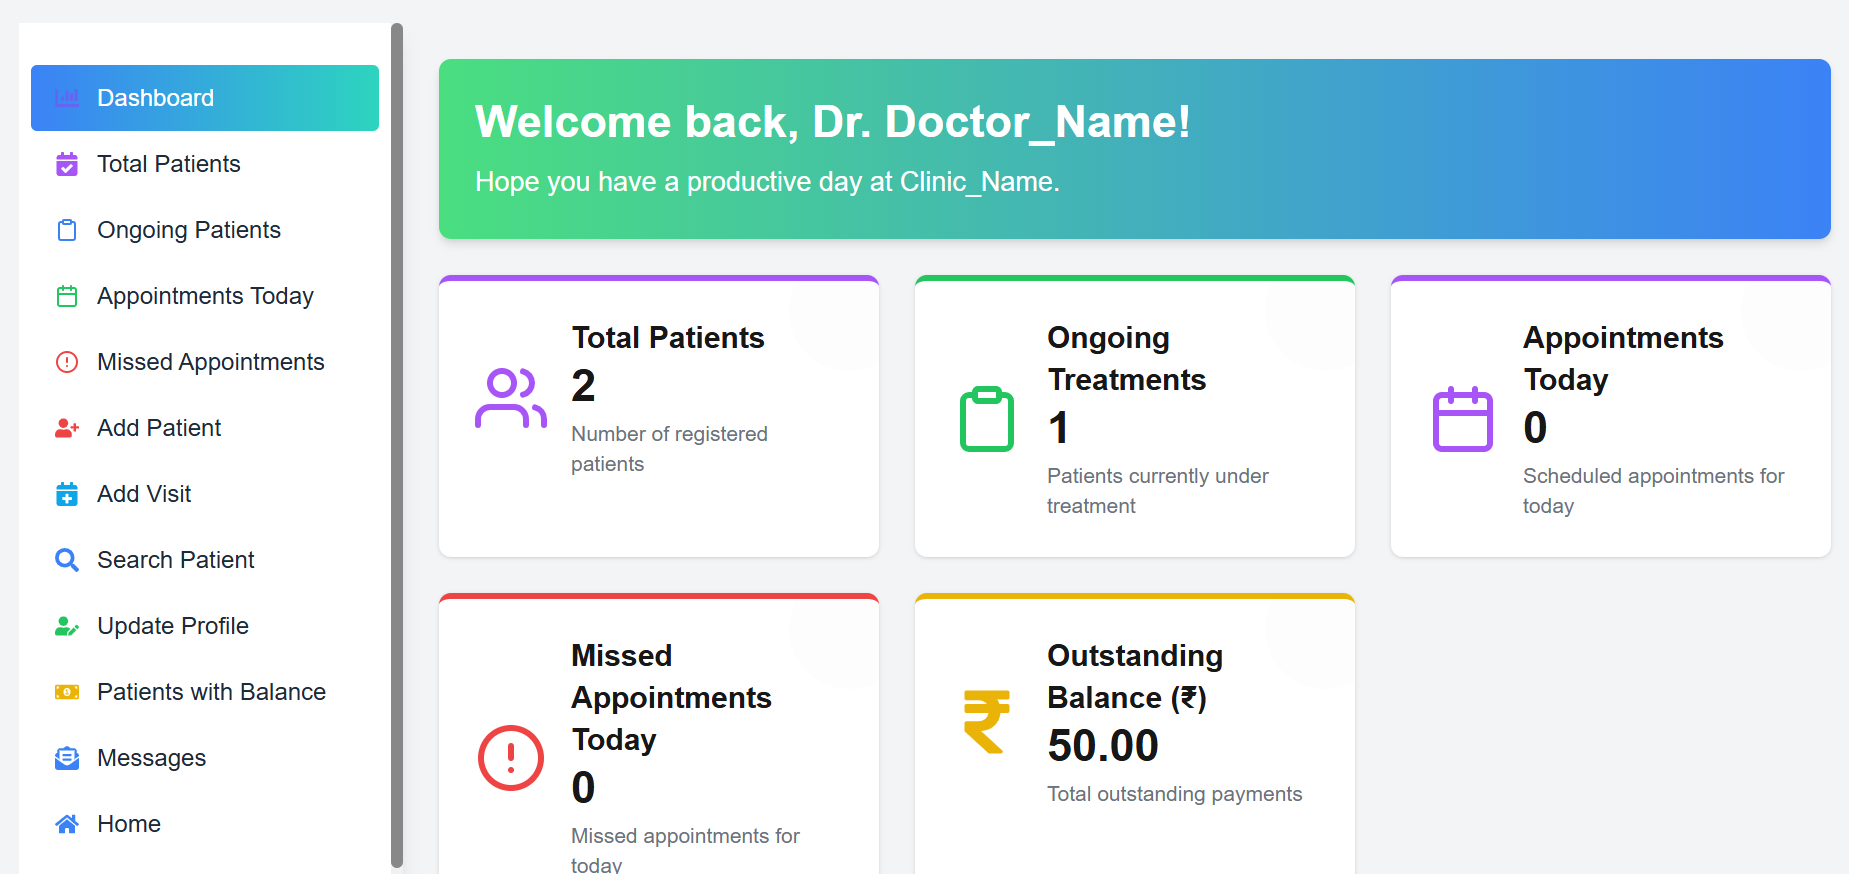 Dashboard
Total Patients
Ongoing Patients
Appointments Today
Missed Appointments
Add Patient
Add Visit
Search Patient
Update Profile
Patients with Balance
Messages
Home
Welcome back, Dr. Doctor_Name!
Hope you have a productive day at Clinic_Name.
Total Patients
2
Number of registered
patients
Ongoing
Treatments
1
Patients currently under
treatment
Appointments
Today
0
Scheduled appointments for
today
Missed
Appointments
Today
0
Missed appointments for
today
₹
Outstanding
Balance (₹)
50.00
Total outstanding payments